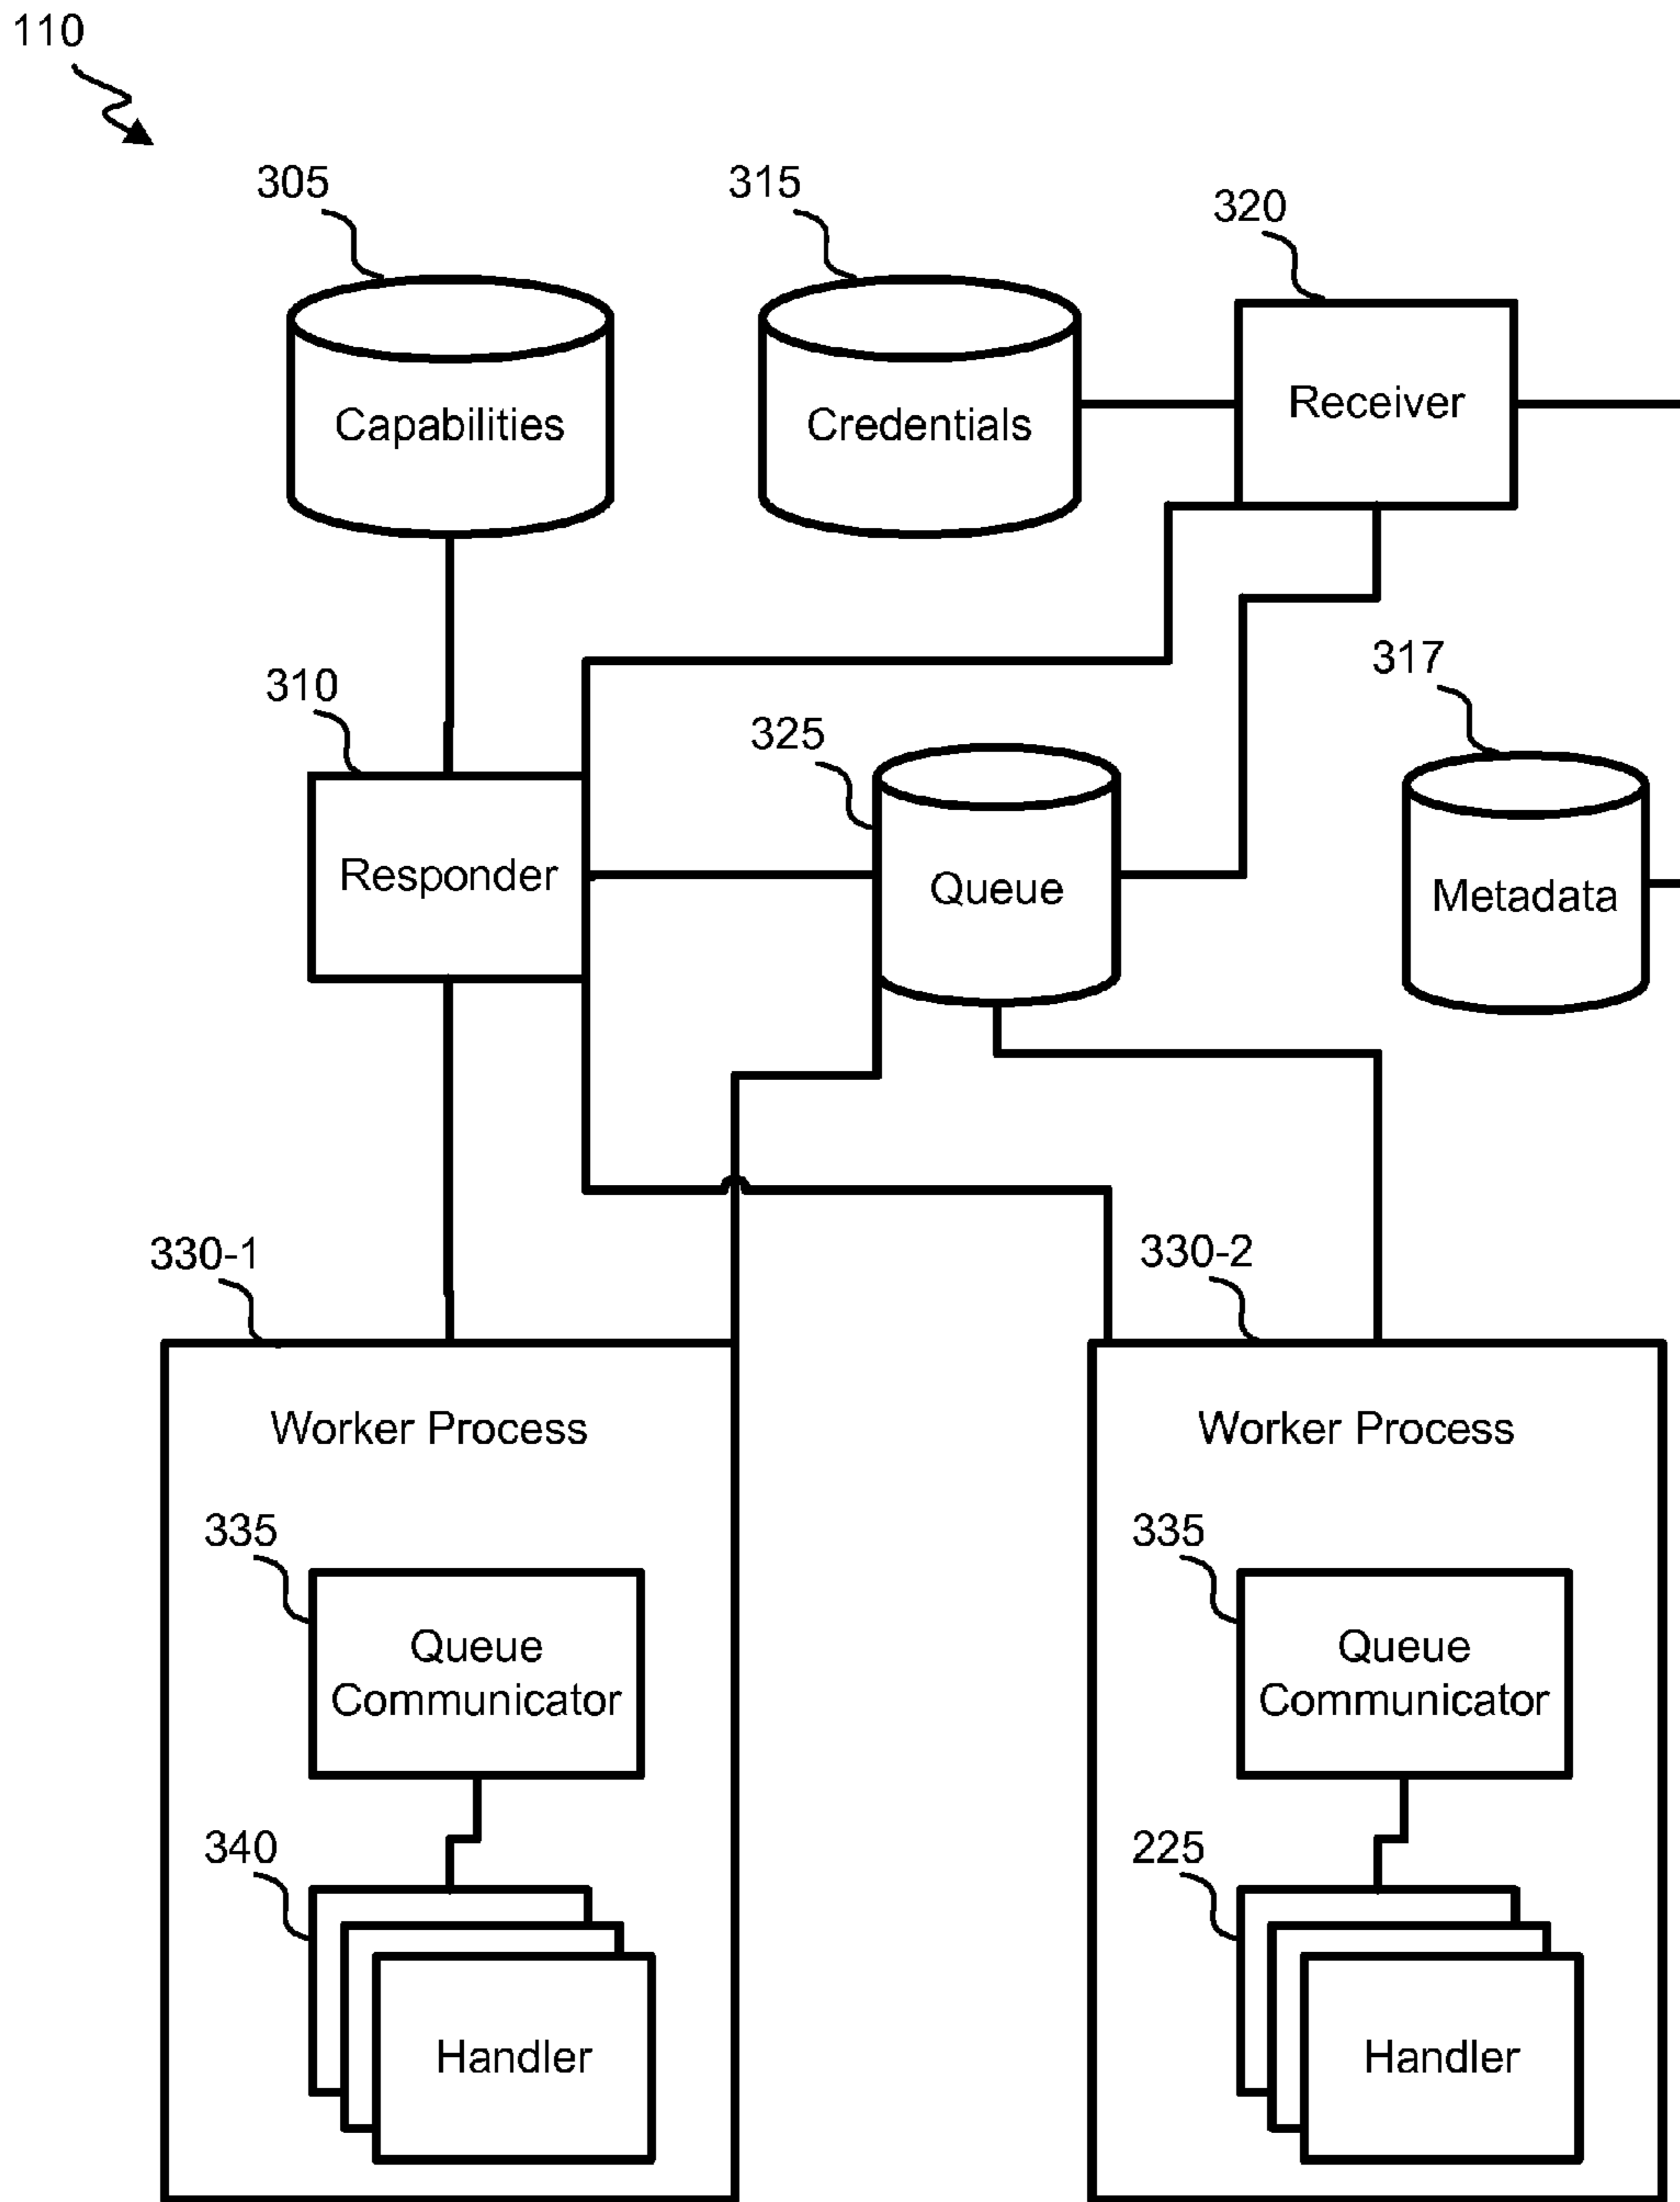 110
305
315
320
Capabilities
Credentials
Receiver
310
325
317
Responder
Queue
Metadata
330-1
330-2
Worker Process
Worker Process
335
335
Queue
Communicator
Queue
Communicator
340
225
Handler
Handler